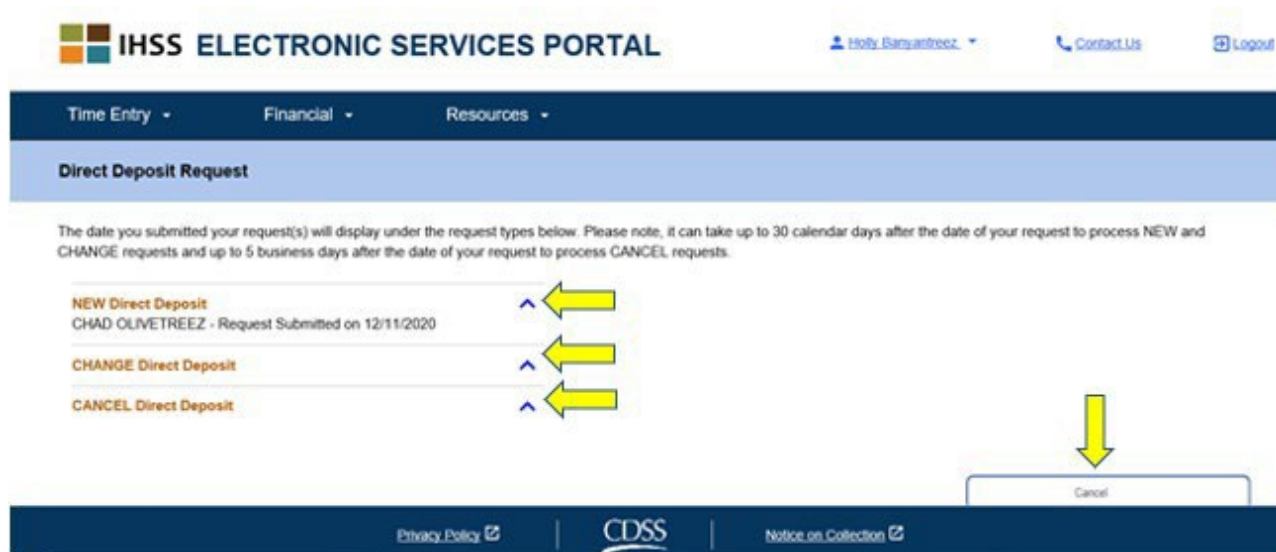 IHSS ELECTRONIC SERVICES PORTAL
Holly Banyantreez
Contact Us
Logout
Time Entry
Financial
Resources
Direct Deposit Request
The date you submitted your request(s) will display under the request types below. Please note, it can take up to 30 calendar days after the date of your request to process NEW and
CHANGE requests and up to 5 business days after the date of your request to process CANCEL requests.
NEW Direct Deposit
CHAD OLIVETREEZ - Request Submitted on 12/11/2020
CHANGE Direct Deposit
CANCEL Direct Deposit
Cancel
Privacy Policy
CDSS
Notice on Collection